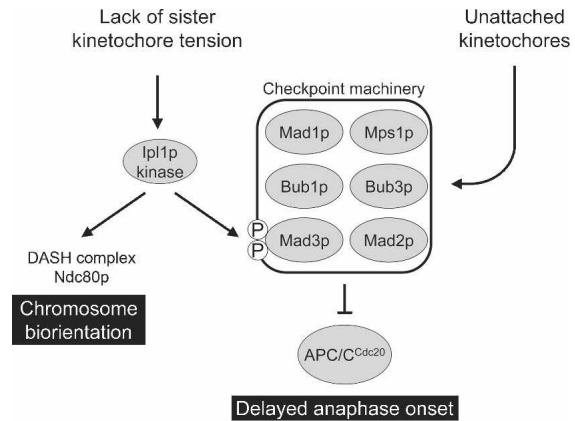 Lack of sister
kinetochore tension
Unattached
kinetochores
Checkpoint machinery
Mad1p
Mps1p
Ipl1p
kinase
Bub1p
Bub3p
P
P
Mad3p
Mad2p
DASH complex
Ndc80p
Chromosome
biorientation
APC/CCdc20
Delayed anaphase onset